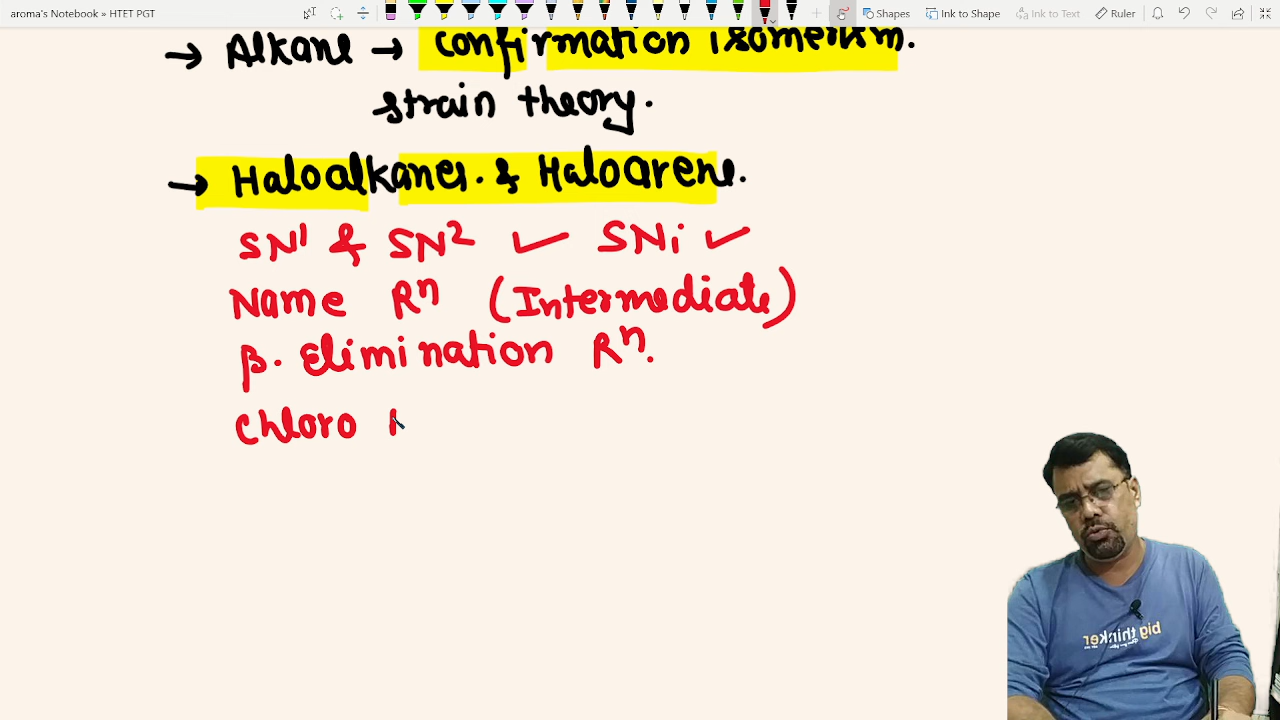 aroma's Notebook » HTET PGT
Shapes Ink to Shape Ink to Text Ruler
→ Alkane → Confirmation isomerism.
strain theory.
→ Haloalkanes. & Haloarene.
SN1 & SN2 ✓ SNi ✓
Name Rn (Intermediate)
β. Elimination Rn.
Chloro
big thinker